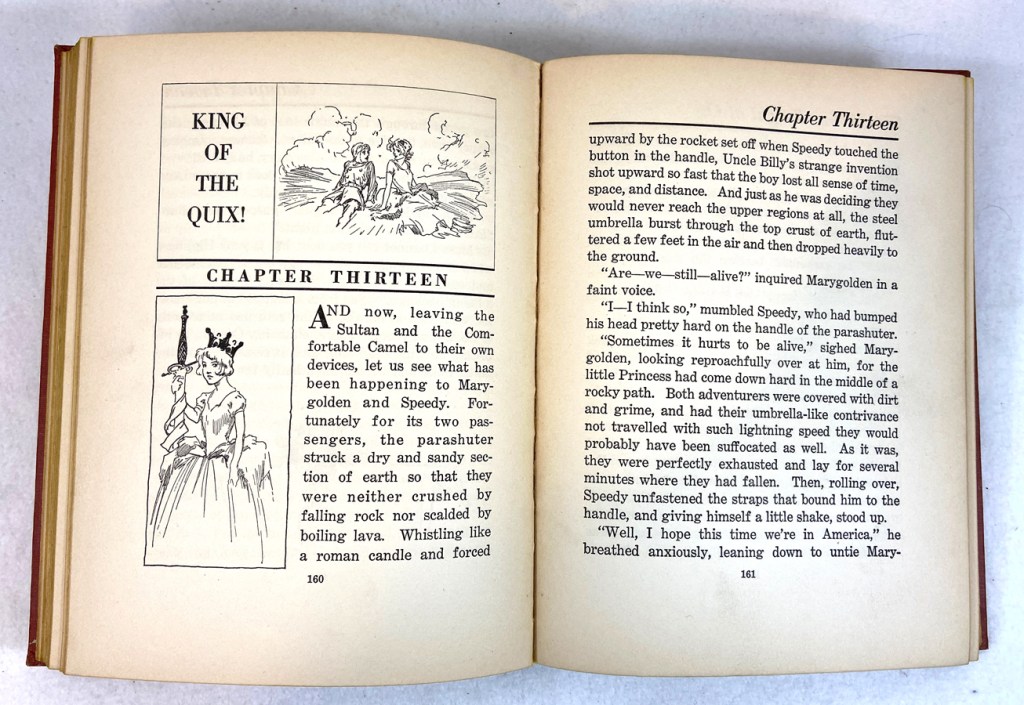 KING
OF
THE
QUIX!
CHAPTER THIRTEEN
AND now, leaving the
Sultan and the Com-
fortable Camel to their own
devices, let us see what has
been happening to Mary-
golden and Speedy. For-
tunately for its two pas-
sengers, the parashuter
struck a dry and sandy sec-
tion of earth so that they
were neither crushed by
falling rock nor scalded by
boiling lava. Whistling like
a roman candle and forced
160
Chapter Thirteen
upward by the rocket set off when Speedy touched the
button in the handle, Uncle Billy's strange invention
shot upward so fast that the boy lost all sense of time,
space, and distance. And just as he was deciding they
would never reach the upper regions at all, the steel
umbrella burst through the top crust of earth, flut-
tered a few feet in the air and then dropped heavily to
the ground.
"Are—we—still—alive?" inquired Marygolden in a
faint voice.
"I—I think so," mumbled Speedy, who had bumped
his head pretty hard on the handle of the parashuter.
"Sometimes it hurts to be alive," sighed Mary-
golden, looking reproachfully over at him, for the
little Princess had come down hard in the middle of a
rocky path. Both adventurers were covered with dirt
and grime, and had their umbrella-like contrivance
not travelled with such lightning speed they would
probably have been suffocated as well. As it was,
they were perfectly exhausted and lay for several
minutes where they had fallen. Then, rolling over,
Speedy unfastened the straps that bound him to the
handle, and giving himself a little shake, stood up.
"Well, I hope this time we're in America," he
breathed anxiously, leaning down to untie Mary-
161